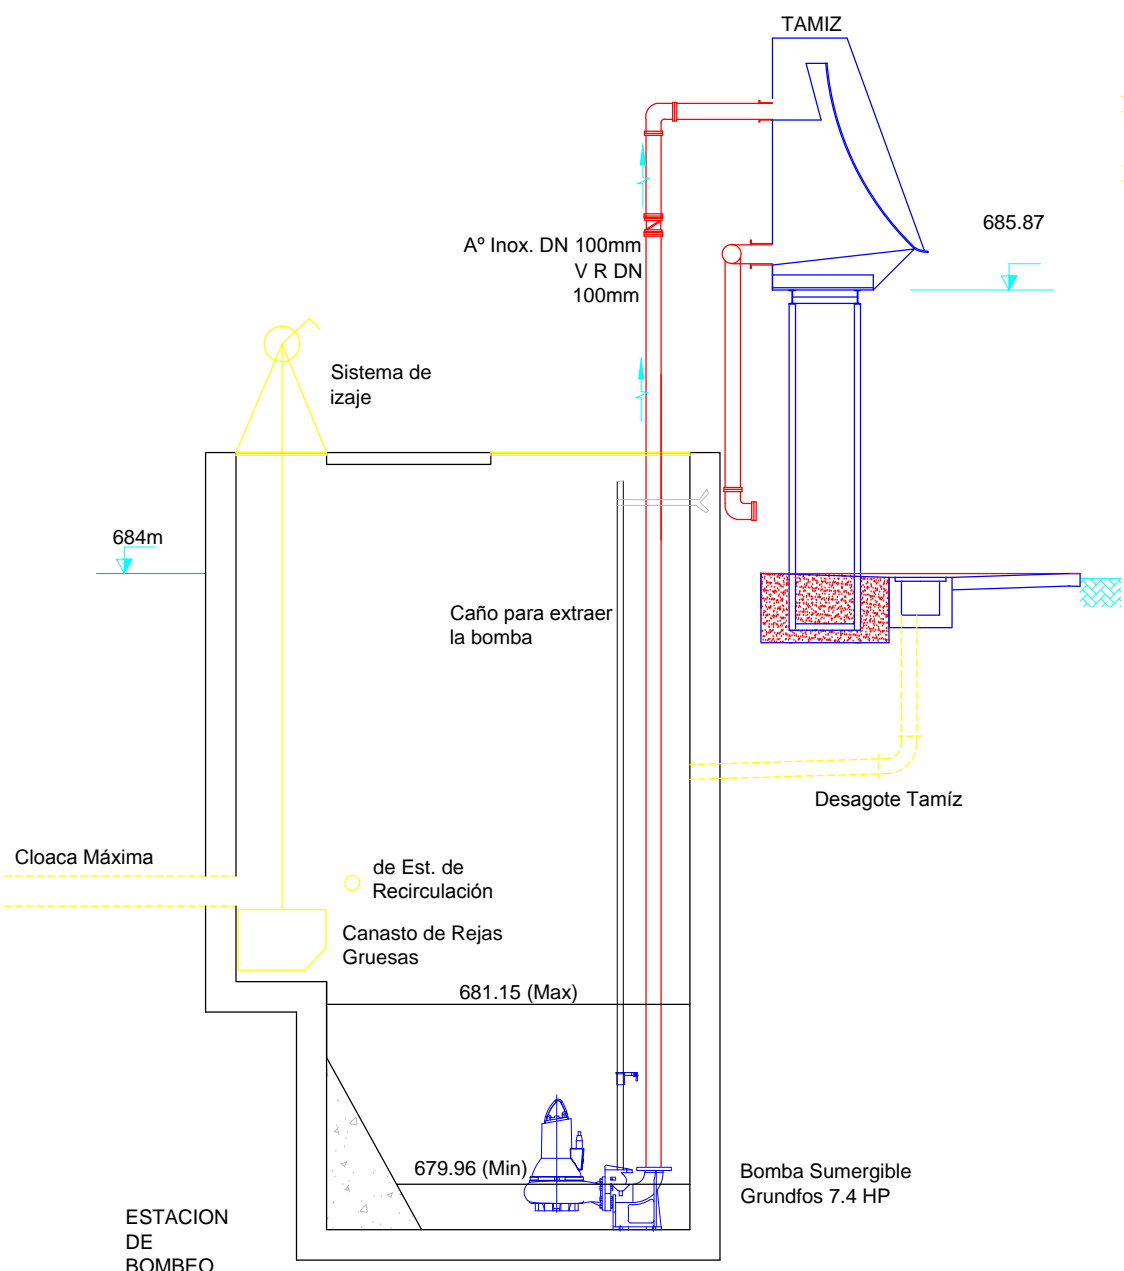 TAMIZ
685.87
Aº Inox. DN 100mm
V R DN
100mm
Sistema de
izaje
684m
Caño para extraer
la bomba
Desagote Tamíz
Cloaca Máxima
de Est. de
Recirculación
Canasto de Rejas
Gruesas
681.15 (Max)
679.96 (Min)
Bomba Sumergible
Grundfos 7.4 HP
ESTACION
DE
BOMBEO